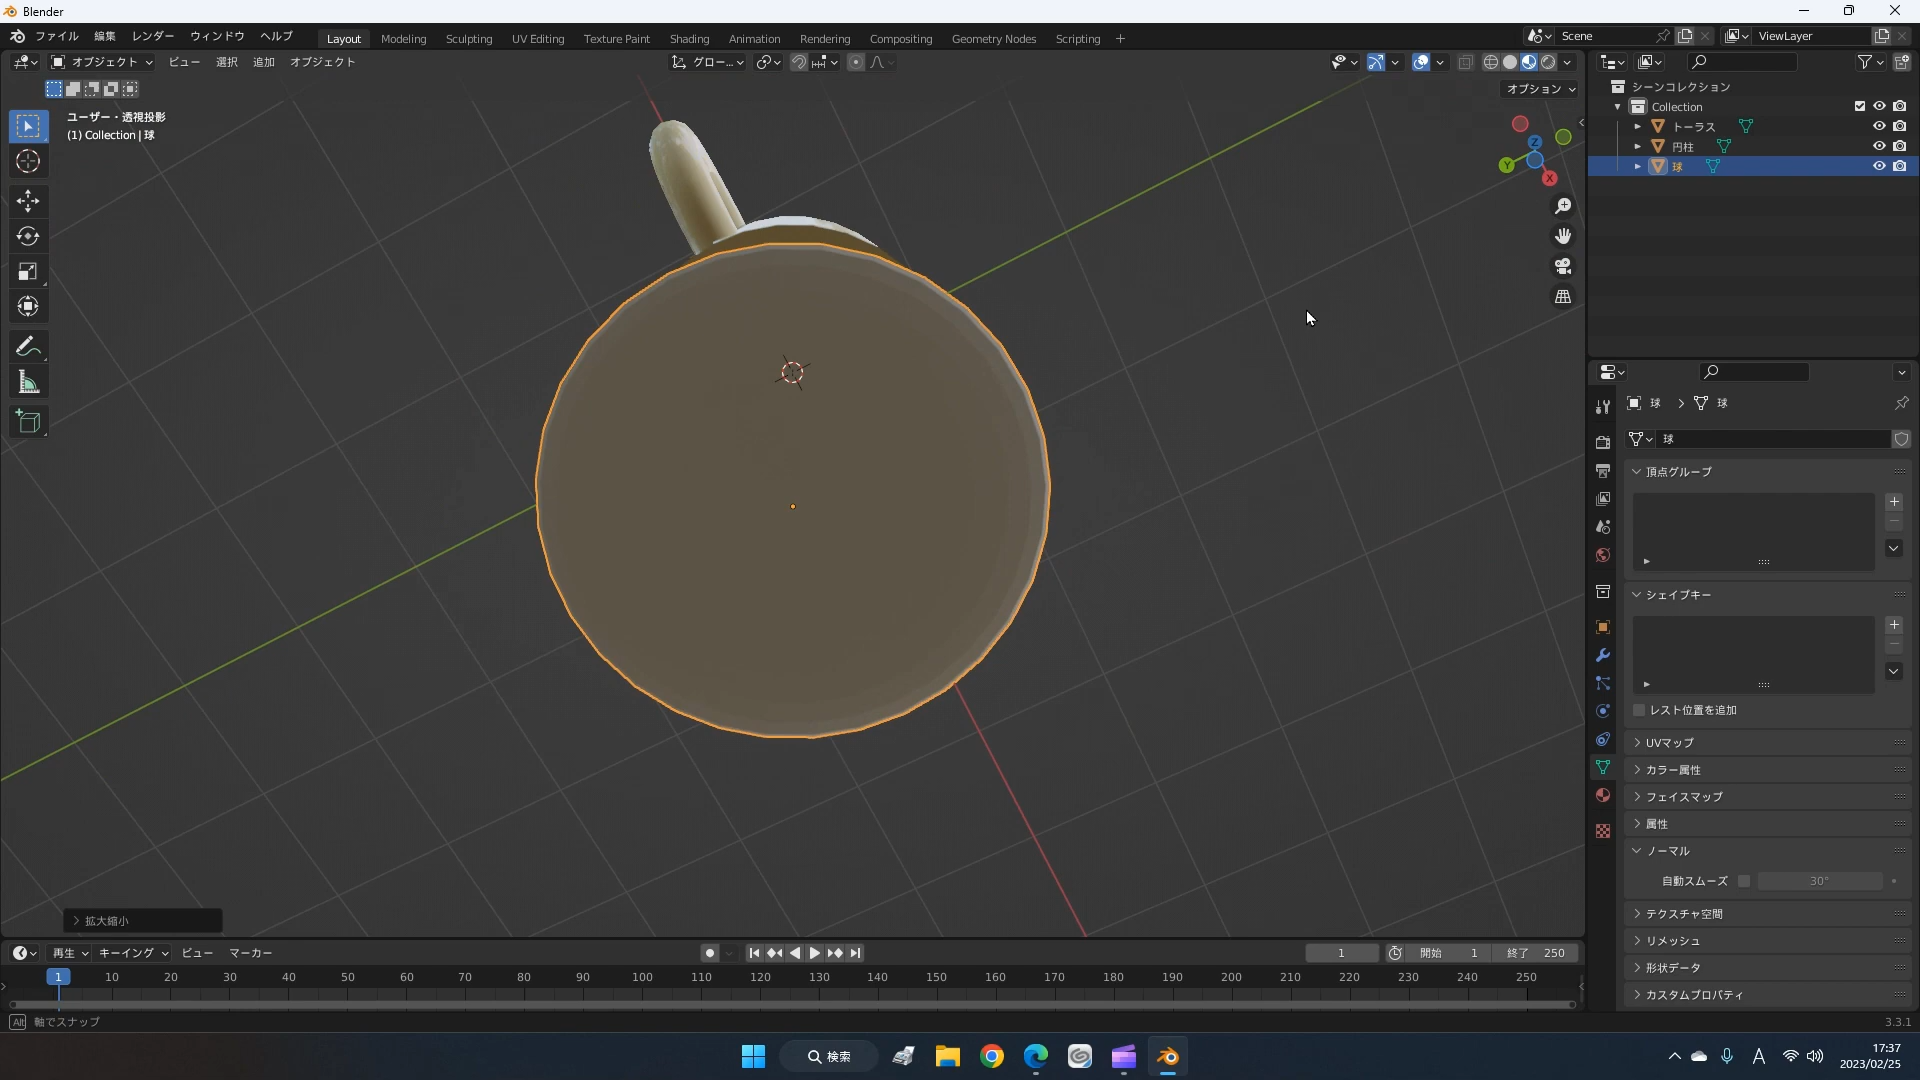 Blender
ファイル 編集 レンダー ウィンドウ ヘルプ Layout Modeling Sculpting UV Editing Texture Paint Shading Animation Rendering Compositing Geometry Nodes Scripting Scene ViewLayer
オブジェクト ビュー 選択 追加 オブジェクト グロー...
オプション
ユーザー・透視投影
(1) Collection | 球
シーンコレクション
Collection
トーラス
円柱
球
Z
Y
X
球 球
球
頂点グループ
シェイプキー
レスト位置を追加
UVマップ
カラー属性
フェイスマップ
属性
ノーマル
自動スムーズ 30°
テクスチャ空間
リメッシュ
形状データ
カスタムプロパティ
拡大縮小
再生 キーイング ビュー マーカー 1 開始 1 終了 250
1 10 20 30 40 50 60 70 80 90 100 110 120 130 140 150 160 170 180 190 200 210 220 230 240 250
Alt 軸でスナップ 3.3.1
検索 A 17:37
2023/02/25